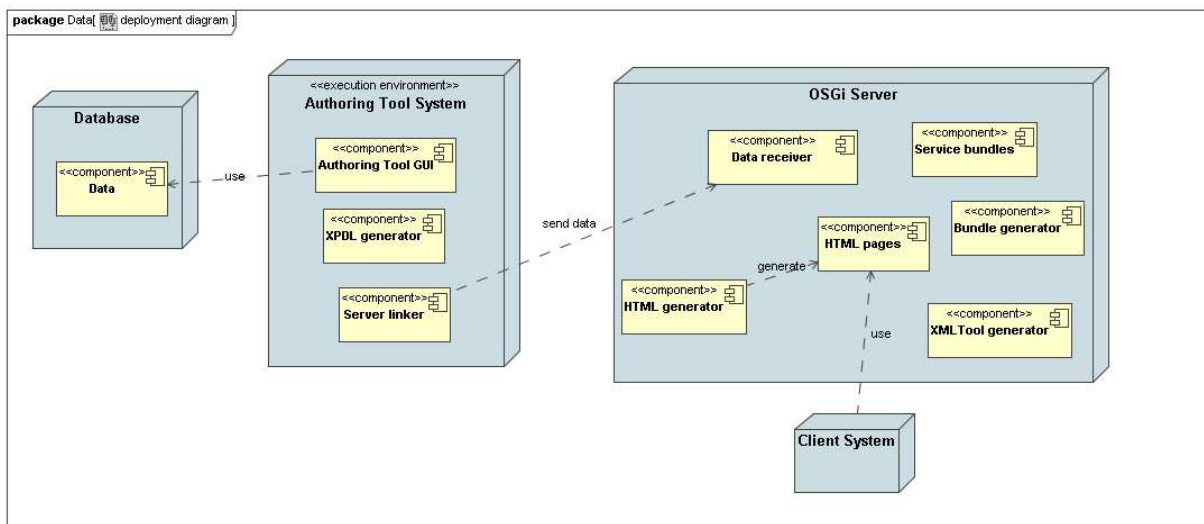 package Data[ deployment diagram ]
Database
<<component>>
Data
use
<<execution environment>>
Authoring Tool System
<<component>>
Authoring Tool GUI
<<component>>
XPDL generator
<<component>>
Server linker
send data
OSGi Server
<<component>>
Data receiver
<<component>>
Service bundles
<<component>>
HTML pages
<<component>>
Bundle generator
generate
<<component>>
HTML generator
<<component>>
XMLTool generator
use
Client System